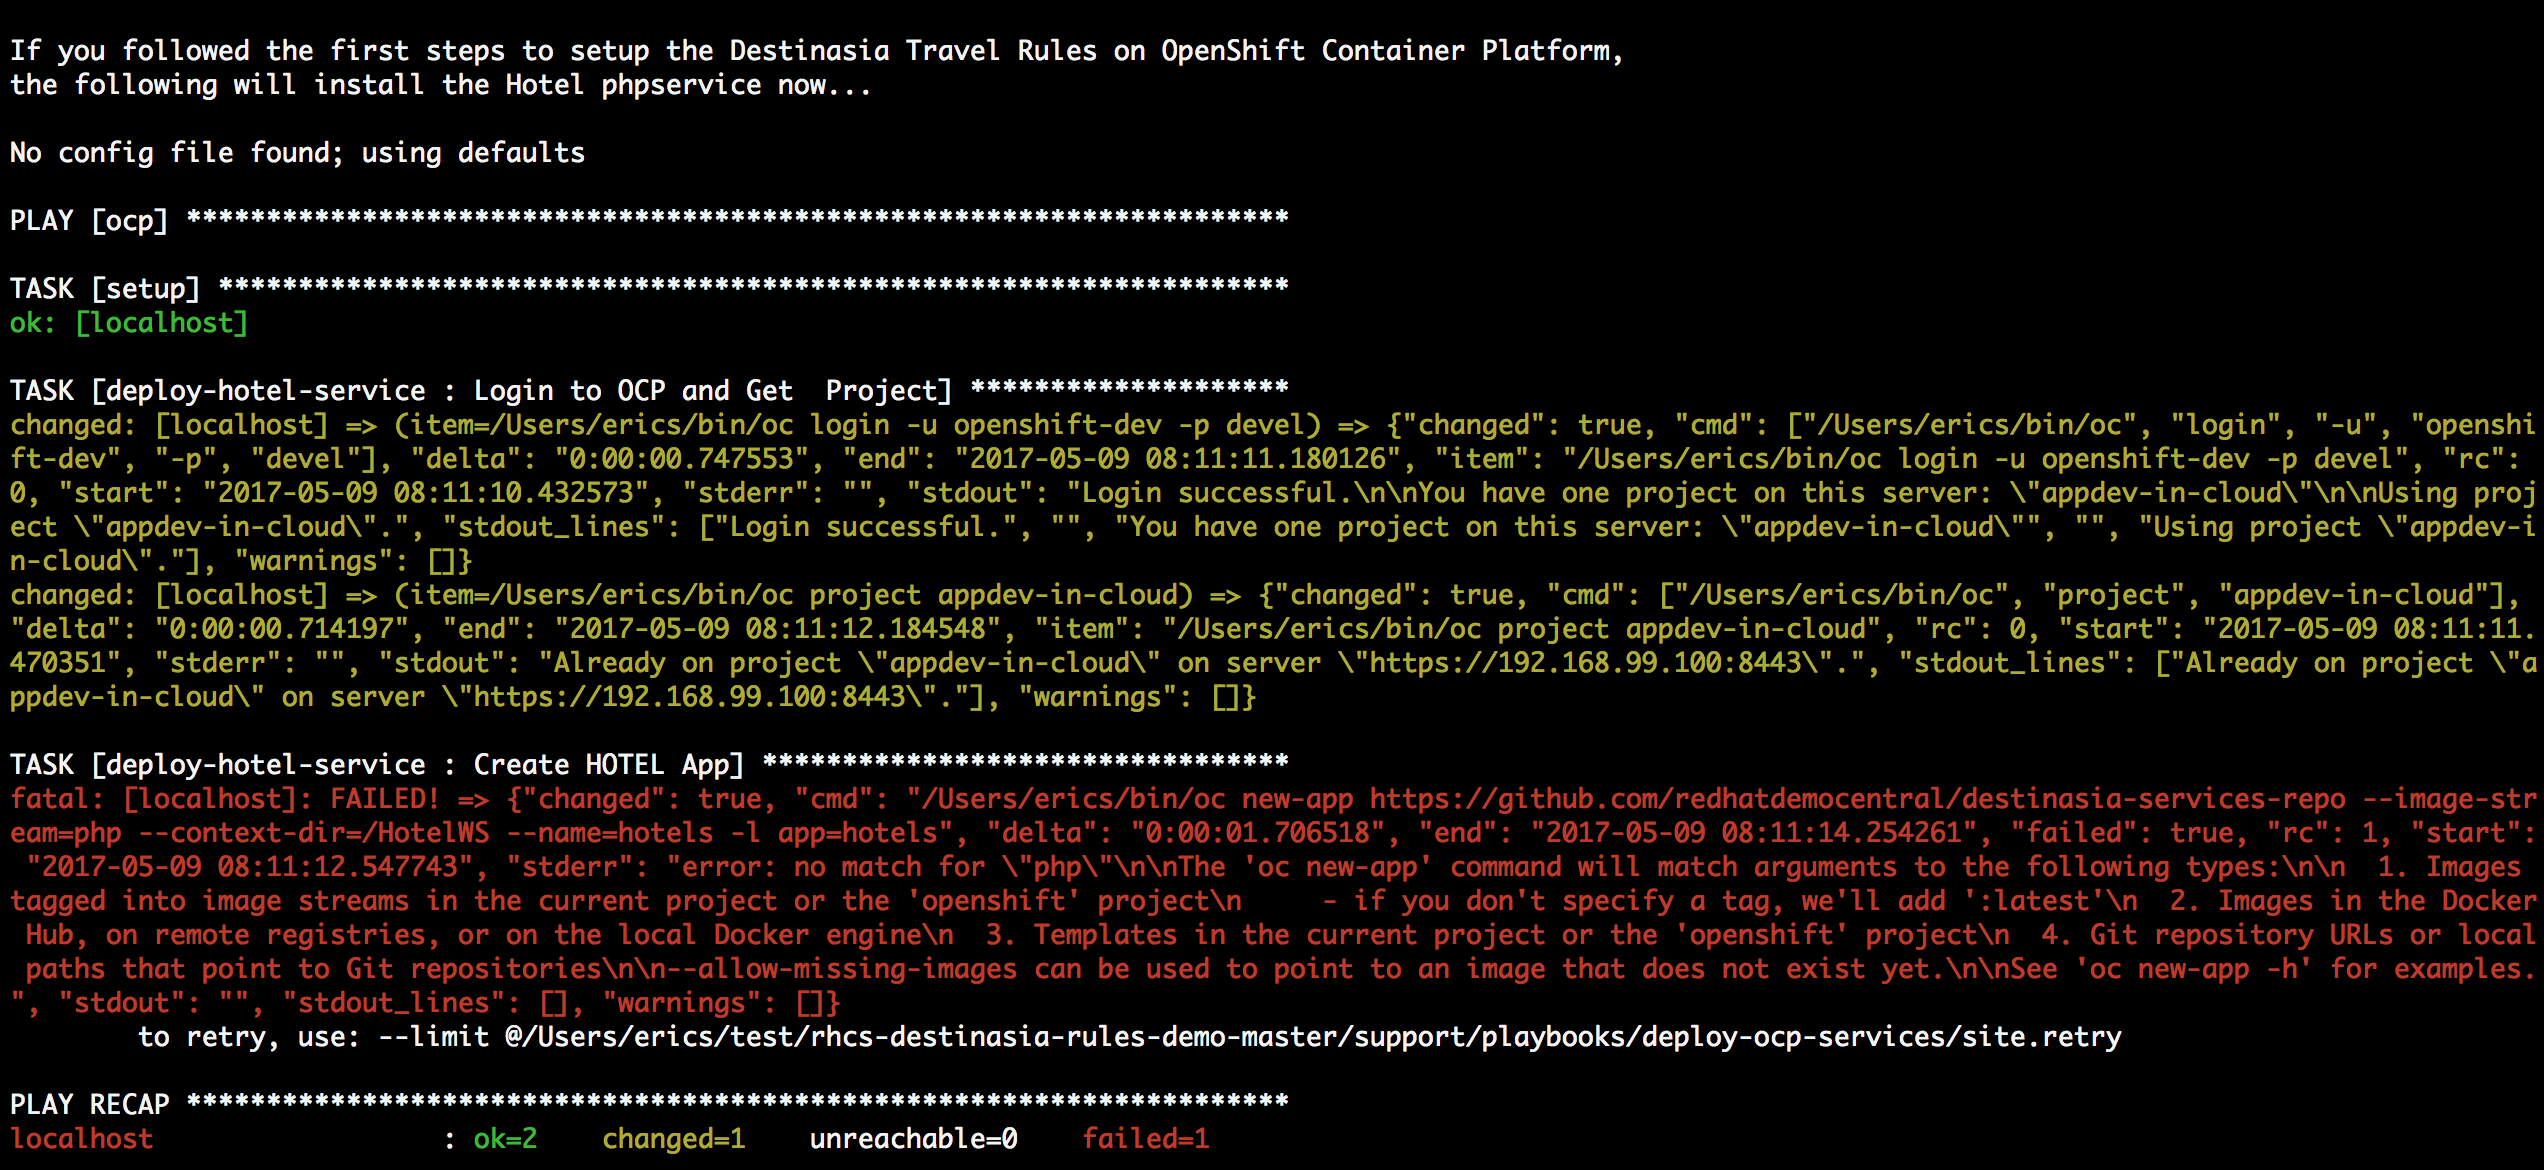 If you followed the first steps to setup the Destinasia Travel Rules on OpenShift Container Platform,
the following will install the Hotel phpservice now...
No config file found; using defaults
PLAY [ocp] *********************************************************************
TASK [setup] *******************************************************************
ok: [localhost]
TASK [deploy-hotel-service : Login to OCP and Get  Project] ********************
changed: [localhost] => (item=/Users/erics/bin/oc login -u openshift-dev -p devel) => {"changed": true, "cmd": ["/Users/erics/bin/oc", "login", "-u", "openshi
ft-dev", "-p", "devel"], "delta": "0:00:00.747553", "end": "2017-05-09 08:11:11.180126", "item": "/Users/erics/bin/oc login -u openshift-dev -p devel", "rc":
0, "start": "2017-05-09 08:11:10.432573", "stderr": "", "stdout": "Login successful.\n\nYou have one project on this server: \"appdev-in-cloud\"\n\nUsing proj
ect \"appdev-in-cloud\".", "stdout_lines": ["Login successful.", "", "You have one project on this server: \"appdev-in-cloud\"", "", "Using project \"appdev-i
n-cloud\"."], "warnings": []}
changed: [localhost] => (item=/Users/erics/bin/oc project appdev-in-cloud) => {"changed": true, "cmd": ["/Users/erics/bin/oc", "project", "appdev-in-cloud"],
"delta": "0:00:00.714197", "end": "2017-05-09 08:11:12.184548", "item": "/Users/erics/bin/oc project appdev-in-cloud", "rc": 0, "start": "2017-05-09 08:11:11.
470351", "stderr": "", "stdout": "Already on project \"appdev-in-cloud\" on server \"https://192.168.99.100:8443\".", "stdout_lines": ["Already on project \"a
ppdev-in-cloud\" on server \"https://192.168.99.100:8443\"."], "warnings": []}
TASK [deploy-hotel-service : Create HOTEL App] *********************************
fatal: [localhost]: FAILED! => {"changed": true, "cmd": "/Users/erics/bin/oc new-app https://github.com/redhatdemocentral/destinasia-services-repo --image-str
eam=php --context-dir=/HotelWS --name=hotels -l app=hotels", "delta": "0:00:01.706518", "end": "2017-05-09 08:11:14.254261", "failed": true, "rc": 1, "start":
 "2017-05-09 08:11:12.547743", "stderr": "error: no match for \"php\"\n\nThe 'oc new-app' command will match arguments to the following types:\n\n  1. Images
tagged into image streams in the current project or the 'openshift' project\n     - if you don't specify a tag, we'll add ':latest'\n  2. Images in the Docker
 Hub, on remote registries, or on the local Docker engine\n  3. Templates in the current project or the 'openshift' project\n  4. Git repository URLs or local
 paths that point to Git repositories\n\n--allow-missing-images can be used to point to an image that does not exist yet.\n\nSee 'oc new-app -h' for examples.
", "stdout": "", "stdout_lines": [], "warnings": []}
        to retry, use: --limit @/Users/erics/test/rhcs-destinasia-rules-demo-master/support/playbooks/deploy-ocp-services/site.retry
PLAY RECAP *********************************************************************
localhost                  : ok=2    changed=1    unreachable=0    failed=1